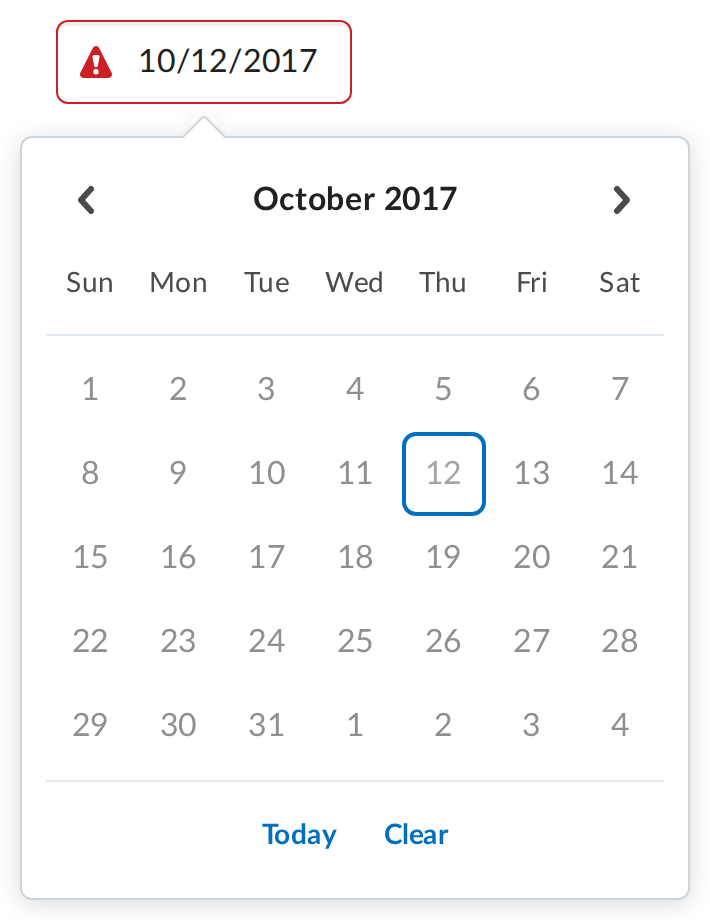 10/12/2017
October 2017
Sun Mon Tue Wed Thu Fri Sat
1 2 3 4 5 6 7
8 9 10 11 12 13 14
15 16 17 18 19 20 21
22 23 24 25 26 27 28
29 30 31 1 2 3 4
Today Clear